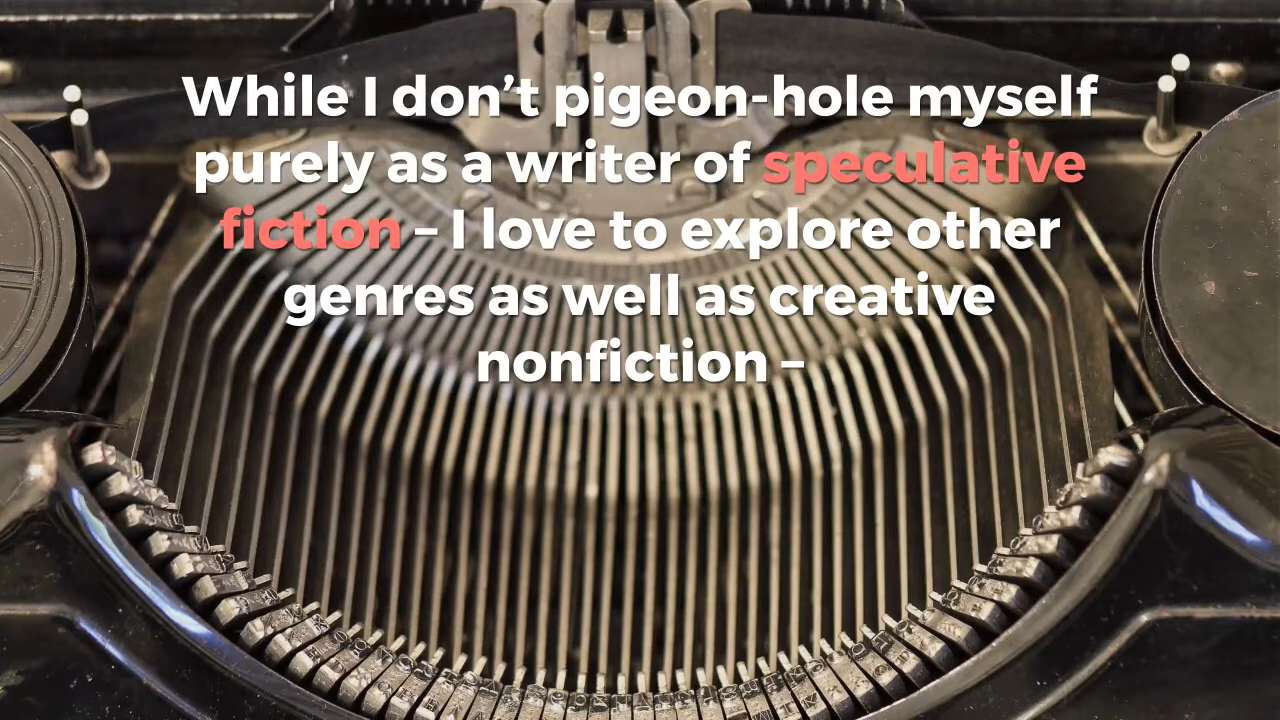 While I don’t pigeon-hole myself
purely as a writer of speculative
fiction – I love to explore other
genres as well as creative
nonfiction –